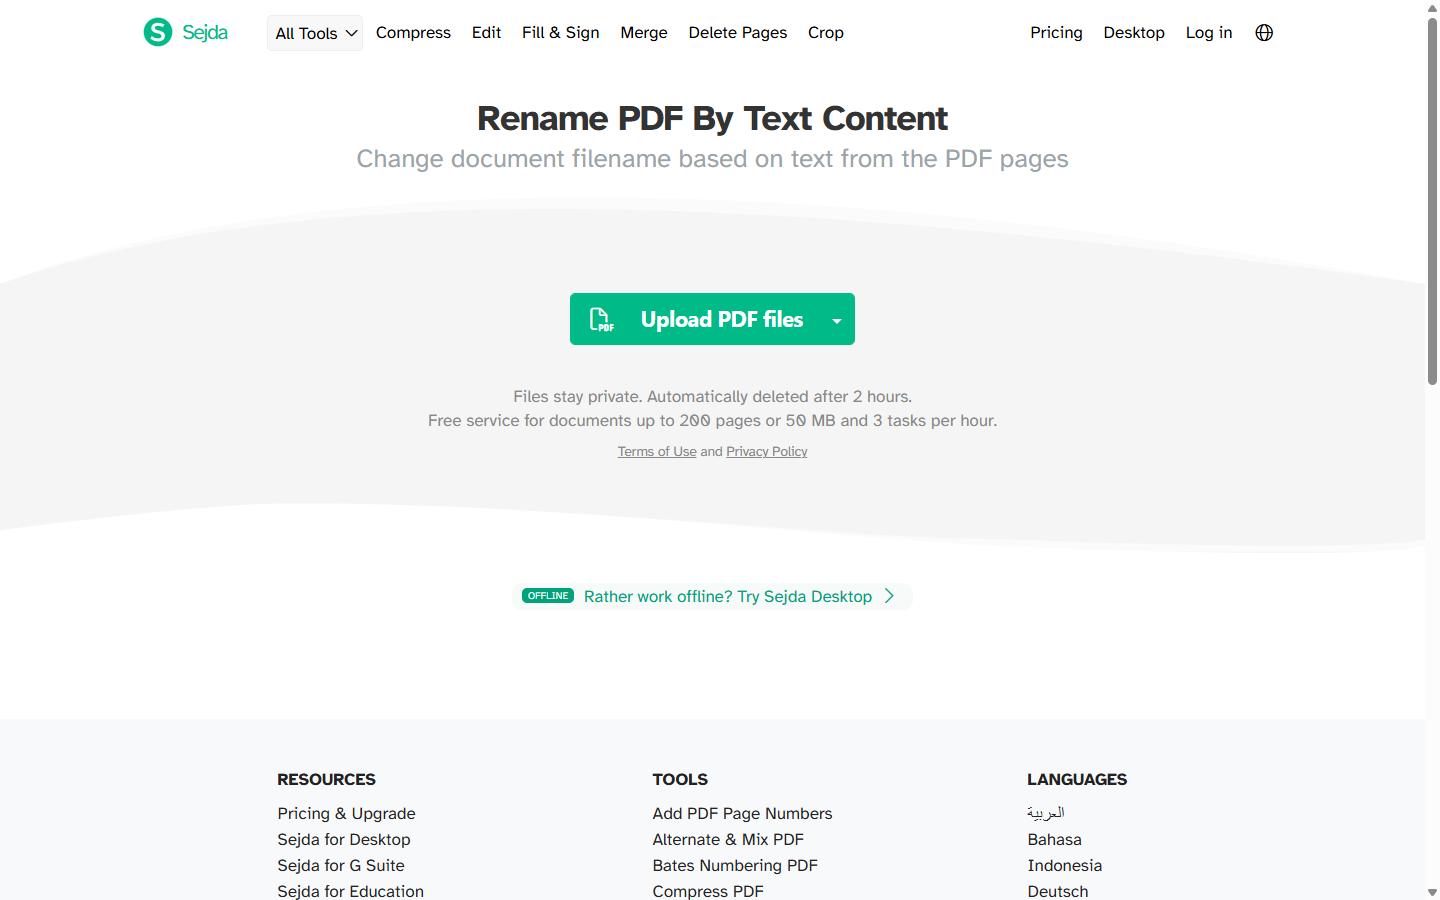 Sejda
All Tools
Compress
Edit
Fill & Sign
Merge
Delete Pages
Crop
Pricing
Desktop
Log in
Rename PDF By Text Content
Change document filename based on text from the PDF pages
PDF
Upload PDF files
Files stay private. Automatically deleted after 2 hours.
Free service for documents up to 200 pages or 50 MB and 3 tasks per hour.
Terms of Use and Privacy Policy
OFFLINE Rather work offline? Try Sejda Desktop
RESOURCES
Pricing & Upgrade
Sejda for Desktop
Sejda for G Suite
Sejda for Education
TOOLS
Add PDF Page Numbers
Alternate & Mix PDF
Bates Numbering PDF
Compress PDF
LANGUAGES
العربية
Bahasa
Indonesia
Deutsch